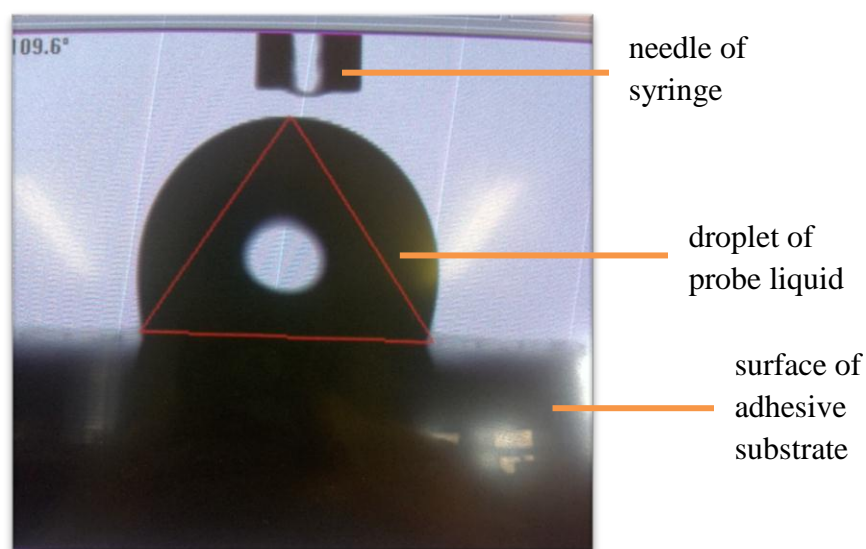 109.6°
needle of
syringe
droplet of
probe liquid
surface of
adhesive
substrate